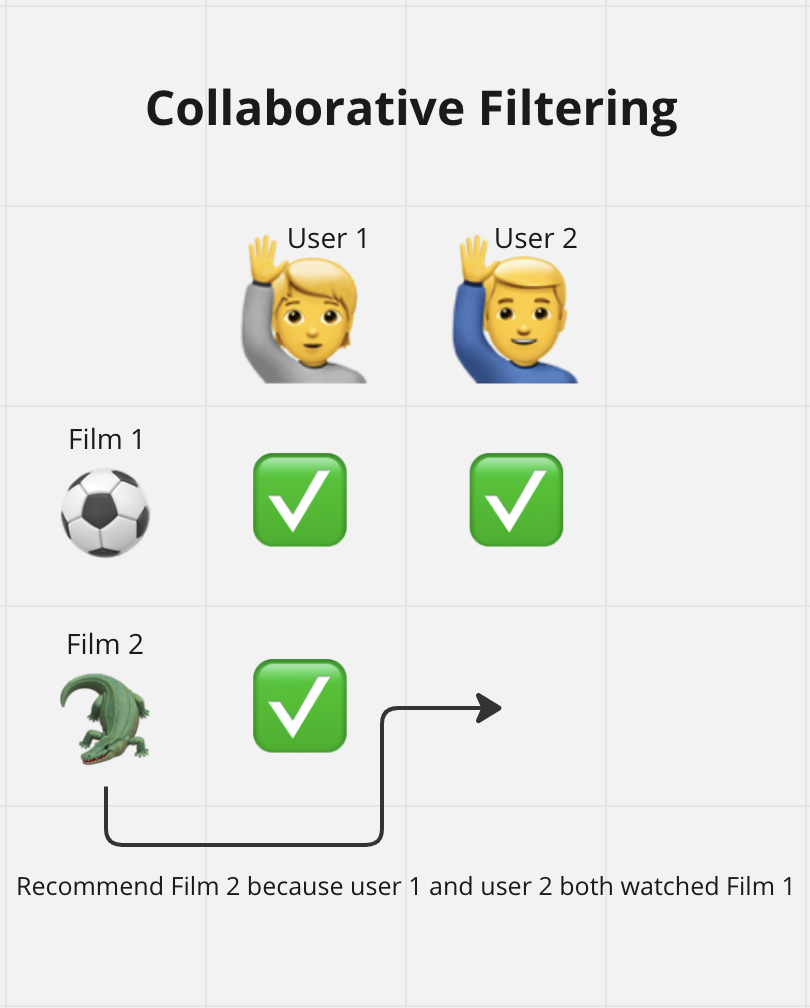 Collaborative Filtering
User 1
User 2
Film 1
Film 2
Recommend Film 2 because user 1 and user 2 both watched Film 1